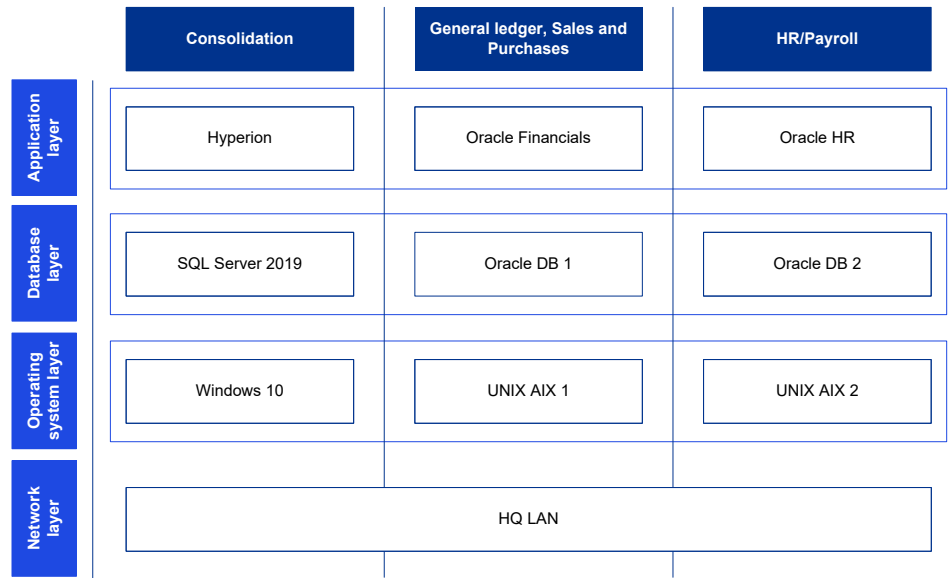 Consolidation
General ledger, Sales and
Purchases
HR/Payroll
Application
layer
Hyperion
Oracle Financials
Oracle HR
Database
layer
SQL Server 2019
Oracle DB 1
Oracle DB 2
Operating
system layer
Windows 10
UNIX AIX 1
UNIX AIX 2
Network
layer
HQ LAN